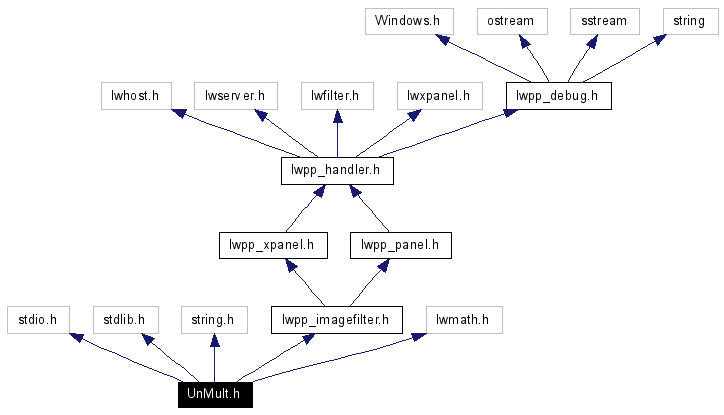 Windows.h
ostream
sstream
string
lwhost.h
lwserver.h
lwfilter.h
lwxpanel.h
lwpp_debug.h
lwpp_handler.h
lwpp_xpanel.h
lwpp_panel.h
stdio.h
stdlib.h
string.h
lwpp_imagefilter.h
lwmath.h
UnMult.h